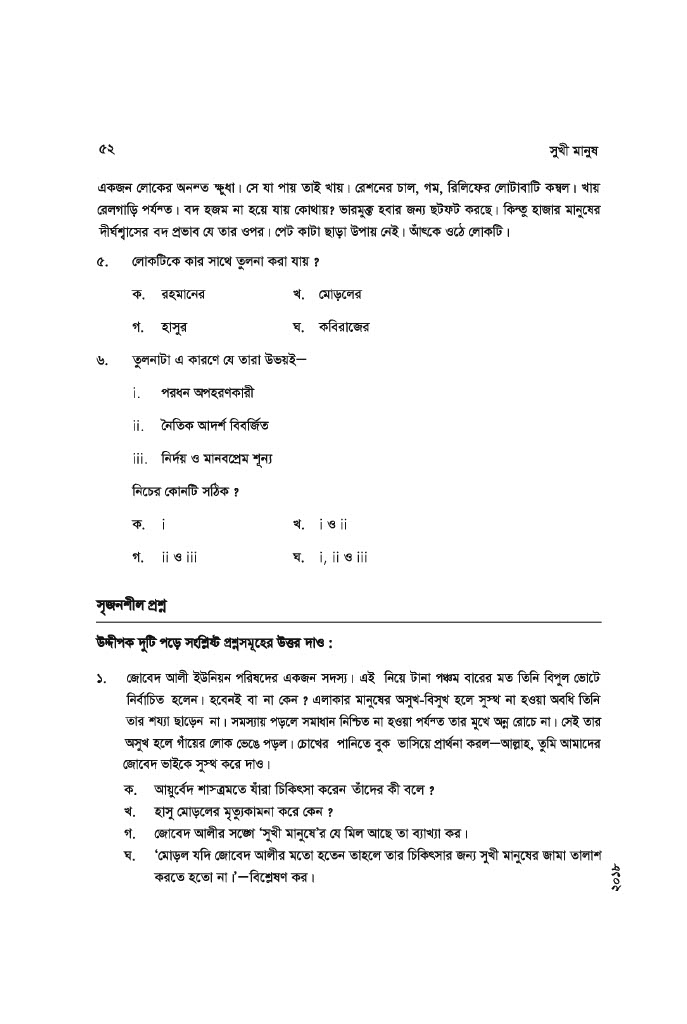 ৫২ সুখী মানুষ
একজন লোকের অনন্ত ক্ষুধা। সে যা পায় তাই খায়। রেশনের চাল, গম, রিলিফের লোটাবাটি কম্বল। খায়
রেলগাড়ি পর্যন্ত। বদ হজম না হয়ে যায় কোথায়? ভারমুক্ত হবার জন্য ছটফট করছে। কিন্তু হাজার মানুষের
দীর্ঘশ্বাসের বদ প্রভাব যে তার ওপর। পেট কাটা ছাড়া উপায় নেই। আঁৎকে ওঠে লোকটি।
৫. লোকটিকে কার সাথে তুলনা করা যায় ?
ক. রহমানের খ. মোড়লের
গ. হাসুর ঘ. কবিরাজের
৬. তুলনাটা এ কারণে যে তারা উভয়ই—
i. পরধন অপহরণকারী
ii. নৈতিক আদর্শ বিবর্জিত
iii. নির্দয় ও মানবপ্রেম শূন্য
নিচের কোনটি সঠিক ?
ক. i খ. i ও ii
গ. ii ও iii ঘ. i, ii ও iii
সৃজনশীল প্রশ্ন
উদ্দীপক দুটি পড়ে সংশ্লিষ্ট প্রশ্নসমূহের উত্তর দাও :
১. জোবেদ আলী ইউনিয়ন পরিষদের একজন সদস্য। এই নিয়ে টানা পঞ্চম বারের মত তিনি বিপুল ভোটে
নির্বাচিত হলেন। হবেনই বা না কেন ? এলাকার মানুষের অসুখ-বিসুখ হলে সুস্থ না হওয়া অবধি তিনি
তার শয্যা ছাড়েন না। সমস্যায় পড়লে সমাধান নিশ্চিত না হওয়া পর্যন্ত তার মুখে অন্ন রোচে না। সেই তার
অসুখ হলে গাঁয়ের লোক ভেঙে পড়ল। চোখের পানিতে বুক ভাসিয়ে প্রার্থনা করল—আল্লাহ, তুমি আমাদের
জোবেদ ভাইকে সুস্থ করে দাও।
ক. আয়ুর্বেদ শাস্ত্রমতে যাঁরা চিকিৎসা করেন তাঁদের কী বলে ?
খ. হাসু মোড়লের মৃত্যুকামনা করে কেন ?
গ. জোবেদ আলীর সঙ্গে ‘সুখী মানুষে’র যে মিল আছে তা ব্যাখ্যা কর।
ঘ. ‘মোড়ল যদি জোবেদ আলীর মতো হতেন তাহলে তার চিকিৎসার জন্য সুখী মানুষের জামা তালাশ
করতে হতো না।’—বিশ্লেষণ কর।
২০১৮